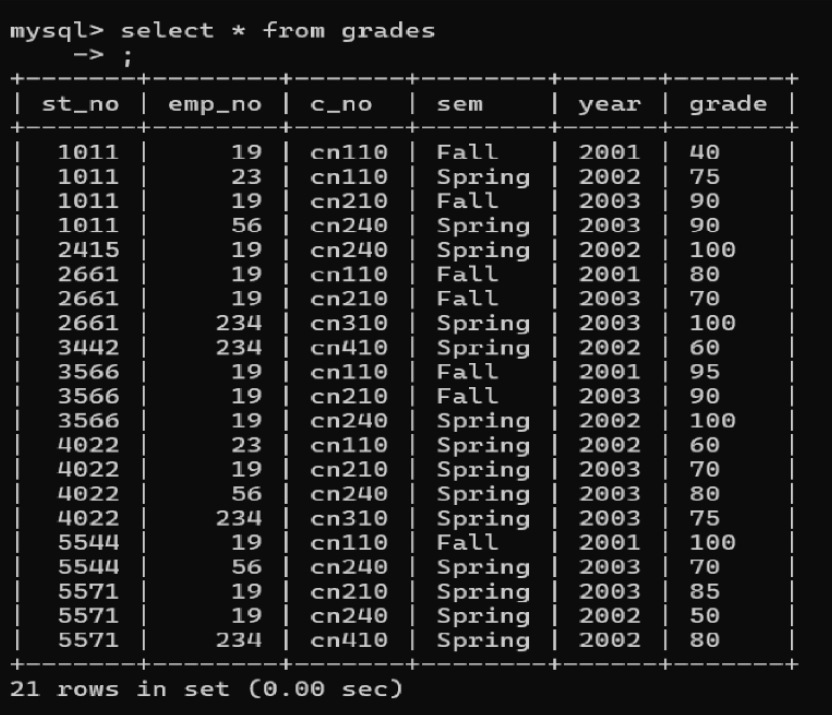 mysql> select * from grades
    -> ;
+-------+--------+-------+--------+------+-------+
| st_no | emp_no | c_no  | sem    | year | grade |
+-------+--------+-------+--------+------+-------+
|  1011 |     19 | cn110 | Fall   | 2001 | 40    |
|  1011 |     23 | cn110 | Spring | 2002 | 75    |
|  1011 |     19 | cn210 | Fall   | 2003 | 90    |
|  1011 |     56 | cn240 | Spring | 2003 | 90    |
|  2415 |     19 | cn240 | Spring | 2002 | 100   |
|  2661 |     19 | cn110 | Fall   | 2001 | 80    |
|  2661 |     19 | cn210 | Fall   | 2003 | 70    |
|  2661 |    234 | cn310 | Spring | 2003 | 100   |
|  3442 |    234 | cn410 | Spring | 2002 | 60    |
|  3566 |     19 | cn110 | Fall   | 2001 | 95    |
|  3566 |     19 | cn210 | Fall   | 2003 | 90    |
|  3566 |     19 | cn240 | Spring | 2002 | 100   |
|  4022 |     23 | cn110 | Spring | 2002 | 60    |
|  4022 |     19 | cn210 | Spring | 2003 | 70    |
|  4022 |     56 | cn240 | Spring | 2003 | 80    |
|  4022 |    234 | cn310 | Spring | 2003 | 75    |
|  5544 |     19 | cn110 | Fall   | 2001 | 100   |
|  5544 |     56 | cn240 | Spring | 2003 | 70    |
|  5571 |     19 | cn210 | Spring | 2003 | 85    |
|  5571 |     19 | cn240 | Spring | 2002 | 50    |
|  5571 |    234 | cn410 | Spring | 2002 | 80    |
+-------+--------+-------+--------+------+-------+
21 rows in set (0.00 sec)